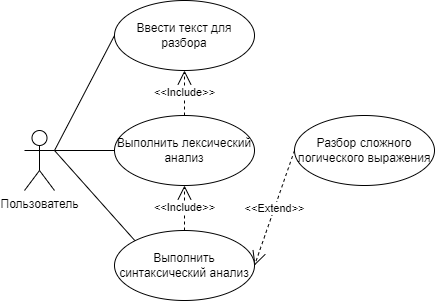 Ввести текст для
разбора
<<Include>>
Выполнить лексический
анализ
Разбор сложного
логического выражения
Пользователь
<<Include>>
<<Extend>>
Выполнить
синтаксический анализ